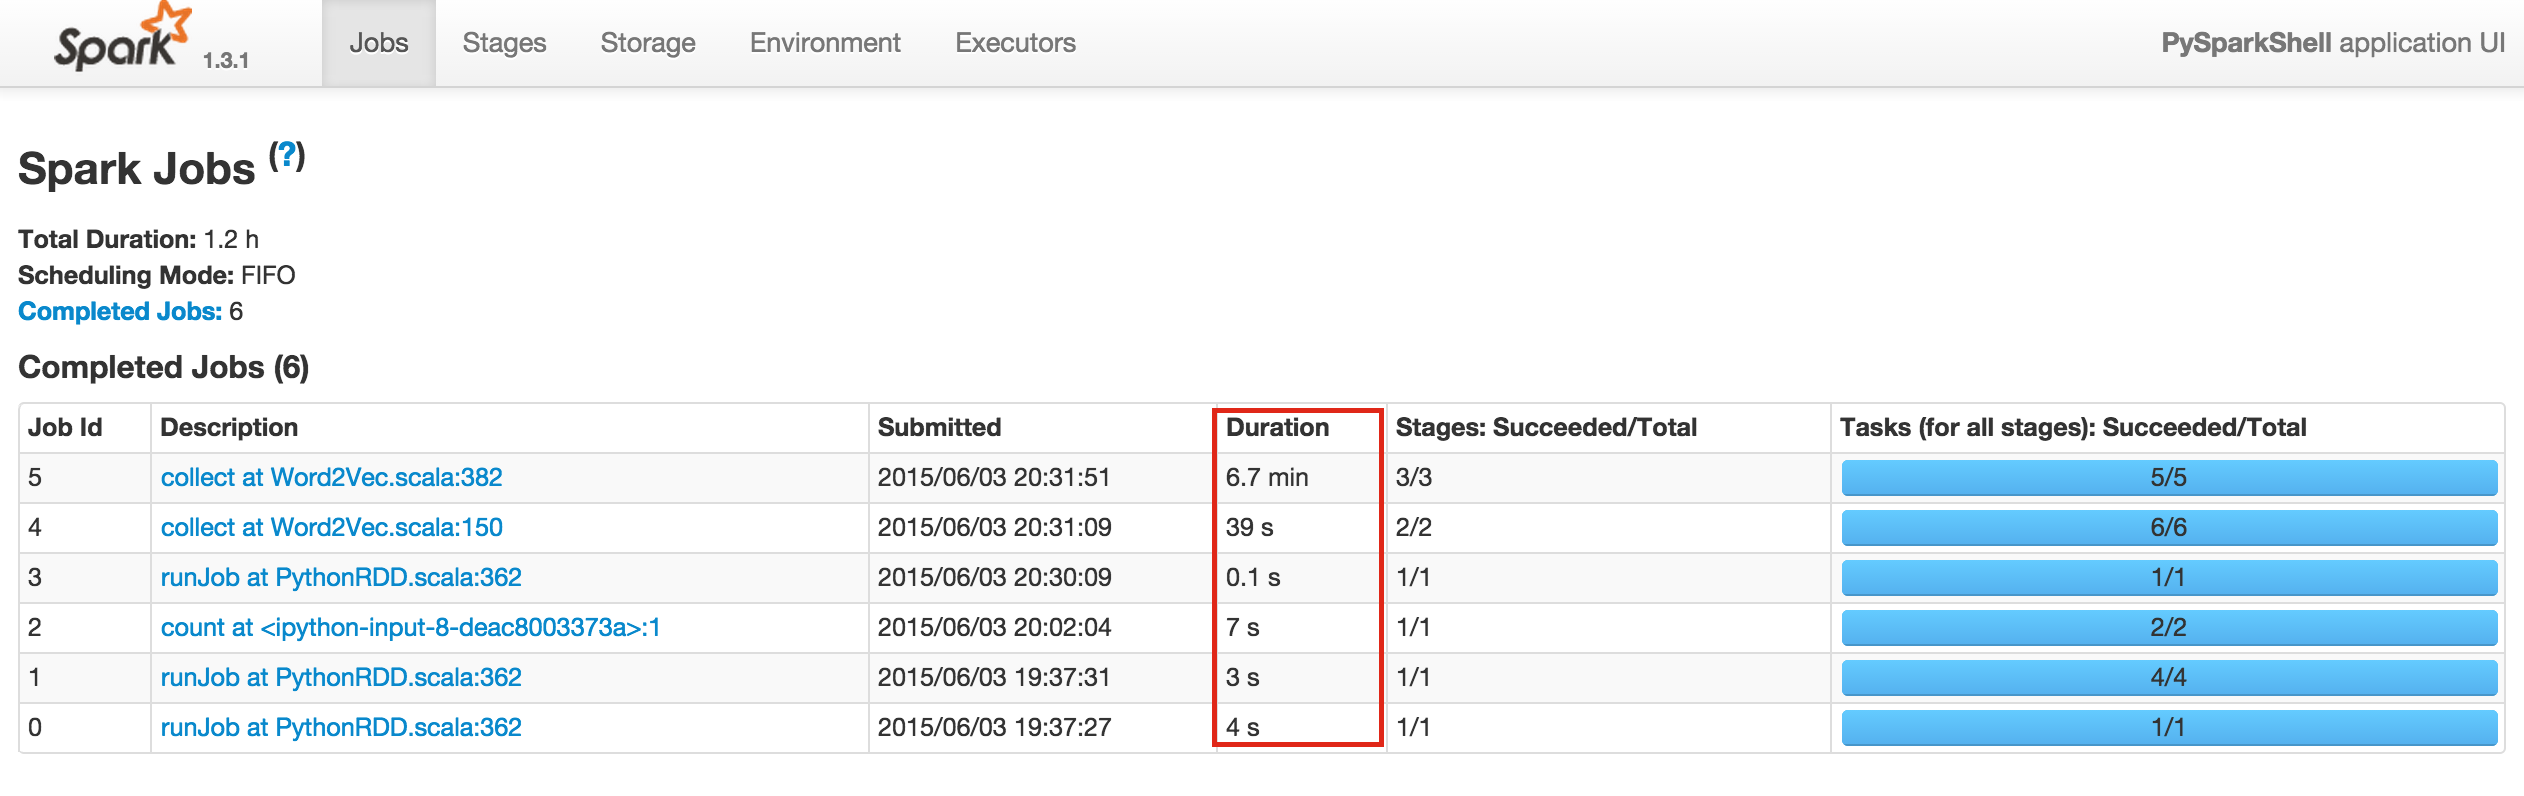 Spark 1.3.1 Jobs Stages Storage Environment Executors PySparkShell application UI
Spark Jobs (?)
Total Duration: 1.2 h
Scheduling Mode: FIFO
Completed Jobs: 6
Completed Jobs (6)
Job Id Description Submitted Duration Stages: Succeeded/Total Tasks (for all stages): Succeeded/Total
5 collect at Word2Vec.scala:382 2015/06/03 20:31:51 6.7 min 3/3 5/5
4 collect at Word2Vec.scala:150 2015/06/03 20:31:09 39 s 2/2 6/6
3 runJob at PythonRDD.scala:362 2015/06/03 20:30:09 0.1 s 1/1 1/1
2 count at <ipython-input-8-deac8003373a>:1 2015/06/03 20:02:04 7 s 1/1 2/2
1 runJob at PythonRDD.scala:362 2015/06/03 19:37:31 3 s 1/1 4/4
0 runJob at PythonRDD.scala:362 2015/06/03 19:37:27 4 s 1/1 1/1